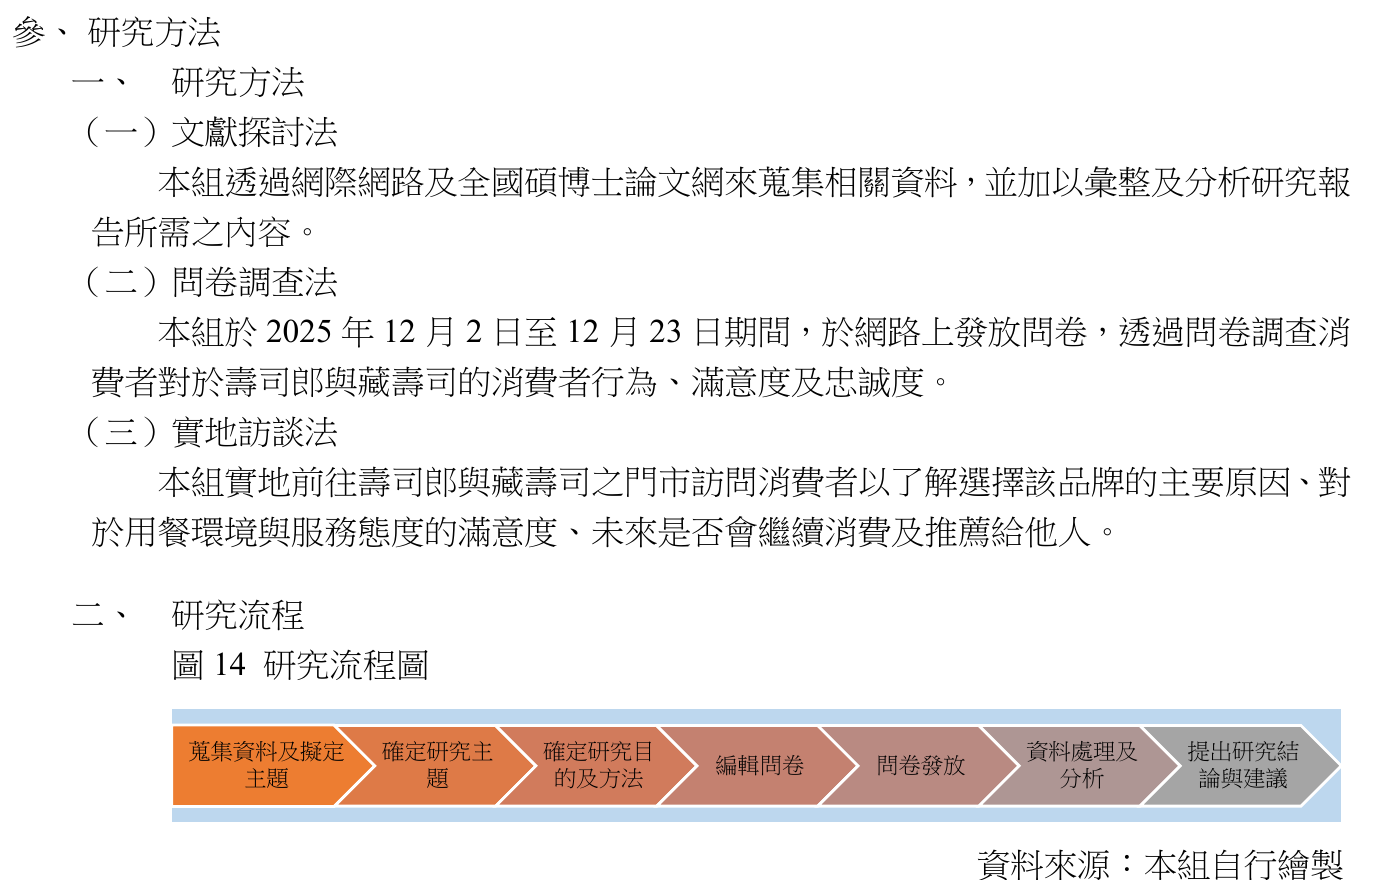 參、 研究方法
一、 研究方法
（一）文獻探討法
本組透過網際網路及全國碩博士論文網來蒐集相關資料，並加以彙整及分析研究報
告所需之內容。
（二）問卷調查法
本組於 2025 年 12 月 2 日至 12 月 23 日期間，於網路上發放問卷，透過問卷調查消
費者對於壽司郎與藏壽司的消費者行為、滿意度及忠誠度。
（三）實地訪談法
本組實地前往壽司郎與藏壽司之門市訪問消費者以了解選擇該品牌的主要原因、對
於用餐環境與服務態度的滿意度、未來是否會繼續消費及推薦給他人。
二、 研究流程
圖 14 研究流程圖
蒐集資料及擬定
主題
確定研究主
題
確定研究目
的及方法
編輯問卷
問卷發放
資料處理及
分析
提出研究結
論與建議
資料來源：本組自行繪製